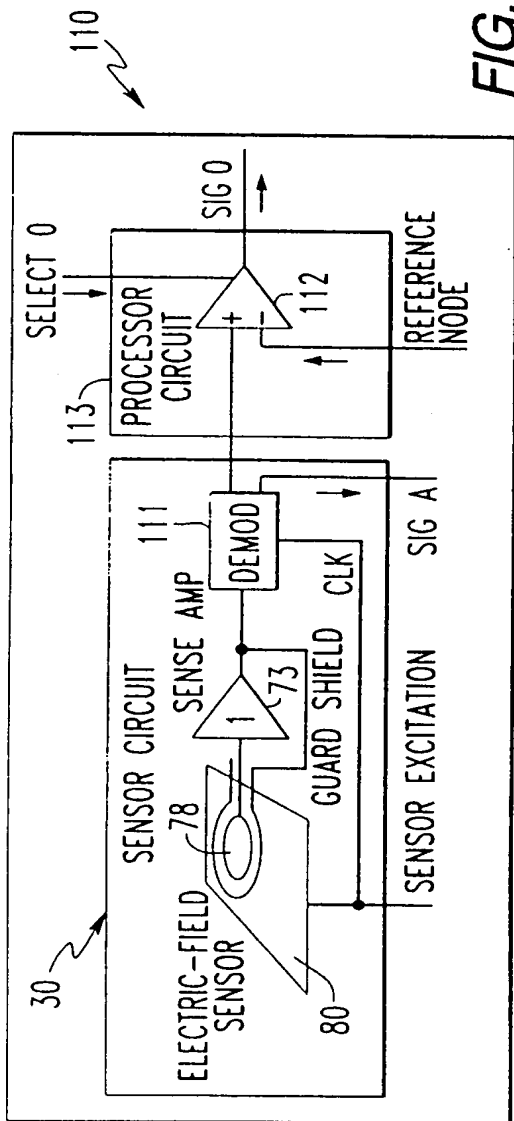 110
FIG.
30
SENSOR CIRCUIT
78
ELECTRIC-FIELD
SENSOR
80
SENSE AMP
1
73
GUARD SHIELD
111
DEMOD
CLK
SENSOR EXCITATION
SIG A
113
PROCESSOR
CIRCUIT
SELECT 0
+
−
112
SIG 0
REFERENCE
NODE